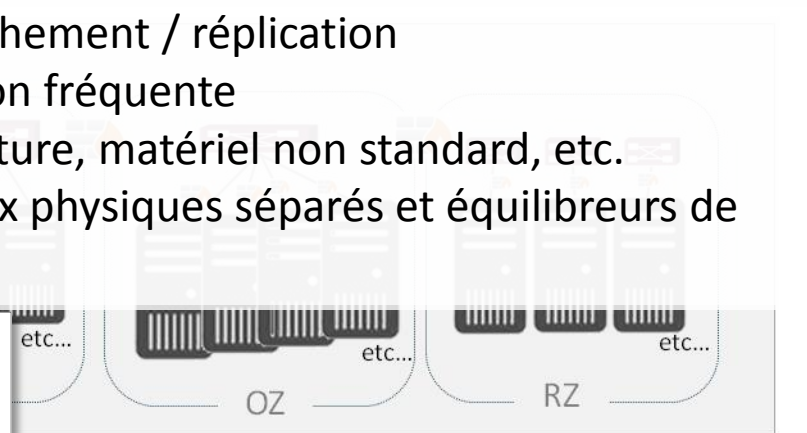 hement / réplication
on fréquente
ture, matériel non standard, etc.
x physiques séparés et équilibreurs de
etc...
etc...
etc...
OZ
RZ